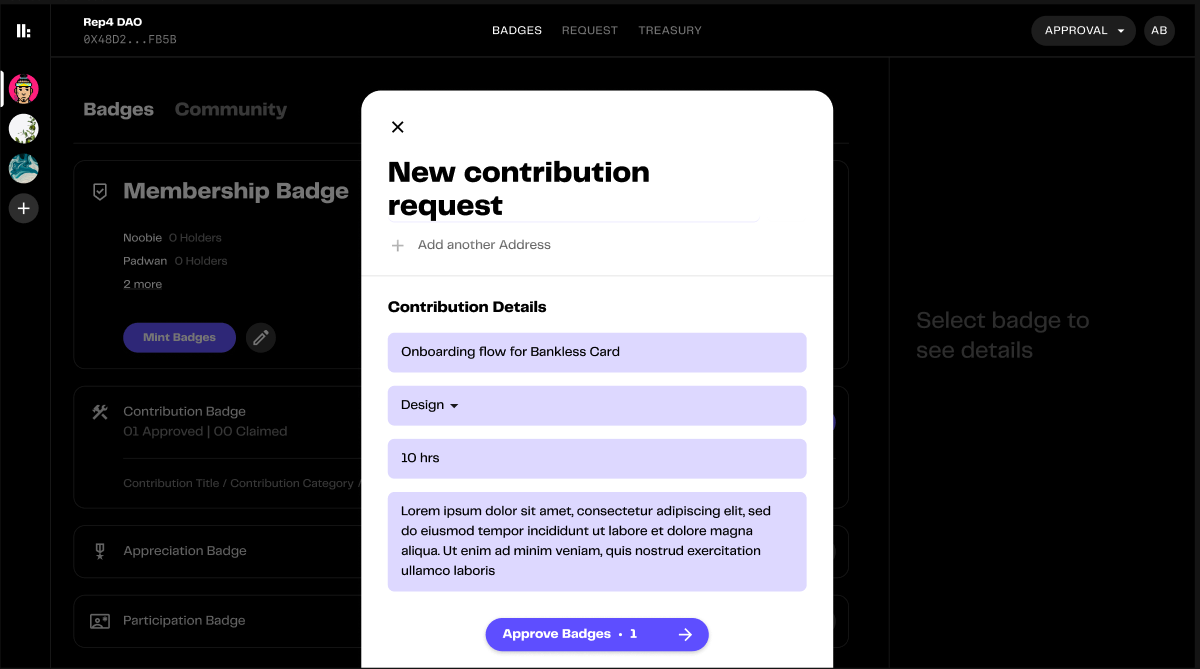 Rep4 DAO
0X48D2...FB5B
BADGES
REQUEST
TREASURY
APPROVAL
AB
Badges
Community
Membership Badge
Noobie 0 Holders
Padwan 0 Holders
2 more
Mint Badges
Contribution Badge
01 Approved | 00 Claimed
Contribution Title / Contribution Category /
Appreciation Badge
Participation Badge
New contribution
request
Add another Address
Contribution Details
Onboarding flow for Bankless Card
Design
10 hrs
Lorem ipsum dolor sit amet, consectetur adipiscing elit, sed
do eiusmod tempor incididunt ut labore et dolore magna
aliqua. Ut enim ad minim veniam, quis nostrud exercitation
ullamco laboris
Approve Badges · 1
Select badge to
see details